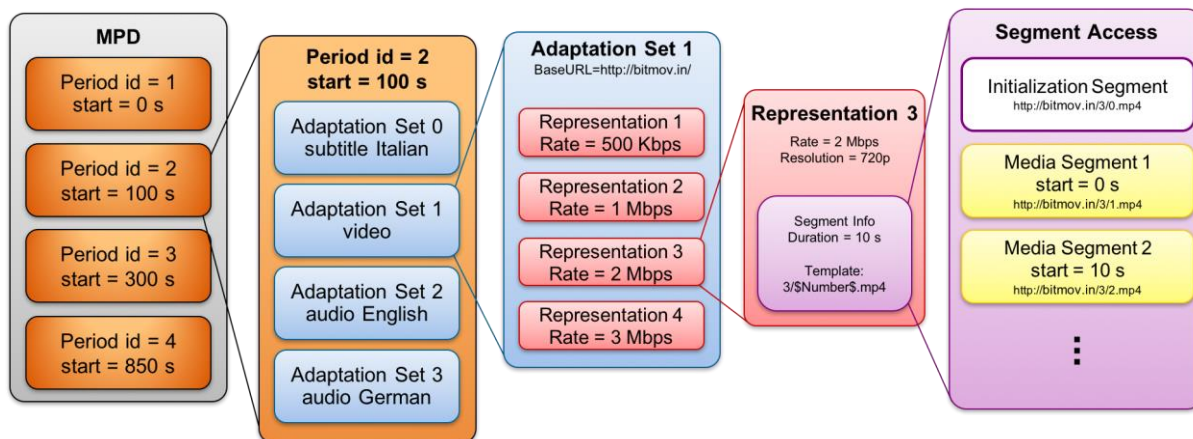 MPD
Period id = 1
start = 0 s
Period id = 2
start = 100 s
Period id = 3
start = 300 s
Period id = 4
start = 850 s
Period id = 2
start = 100 s
Adaptation Set 0
subtitle Italian
Adaptation Set 1
video
Adaptation Set 2
audio English
Adaptation Set 3
audio German
Adaptation Set 1
BaseURL=http://bitmov.in/
Representation 1
Rate = 500 Kbps
Representation 2
Rate = 1 Mbps
Representation 3
Rate = 2 Mbps
Representation 4
Rate = 3 Mbps
Representation 3
Rate = 2 Mbps
Resolution = 720p
Segment Info
Duration = 10 s
Template:
3/$Number$.mp4
Segment Access
Initialization Segment
http://bitmov.in/3/0.mp4
Media Segment 1
start = 0 s
http://bitmov.in/3/1.mp4
Media Segment 2
start = 10 s
http://bitmov.in/3/2.mp4